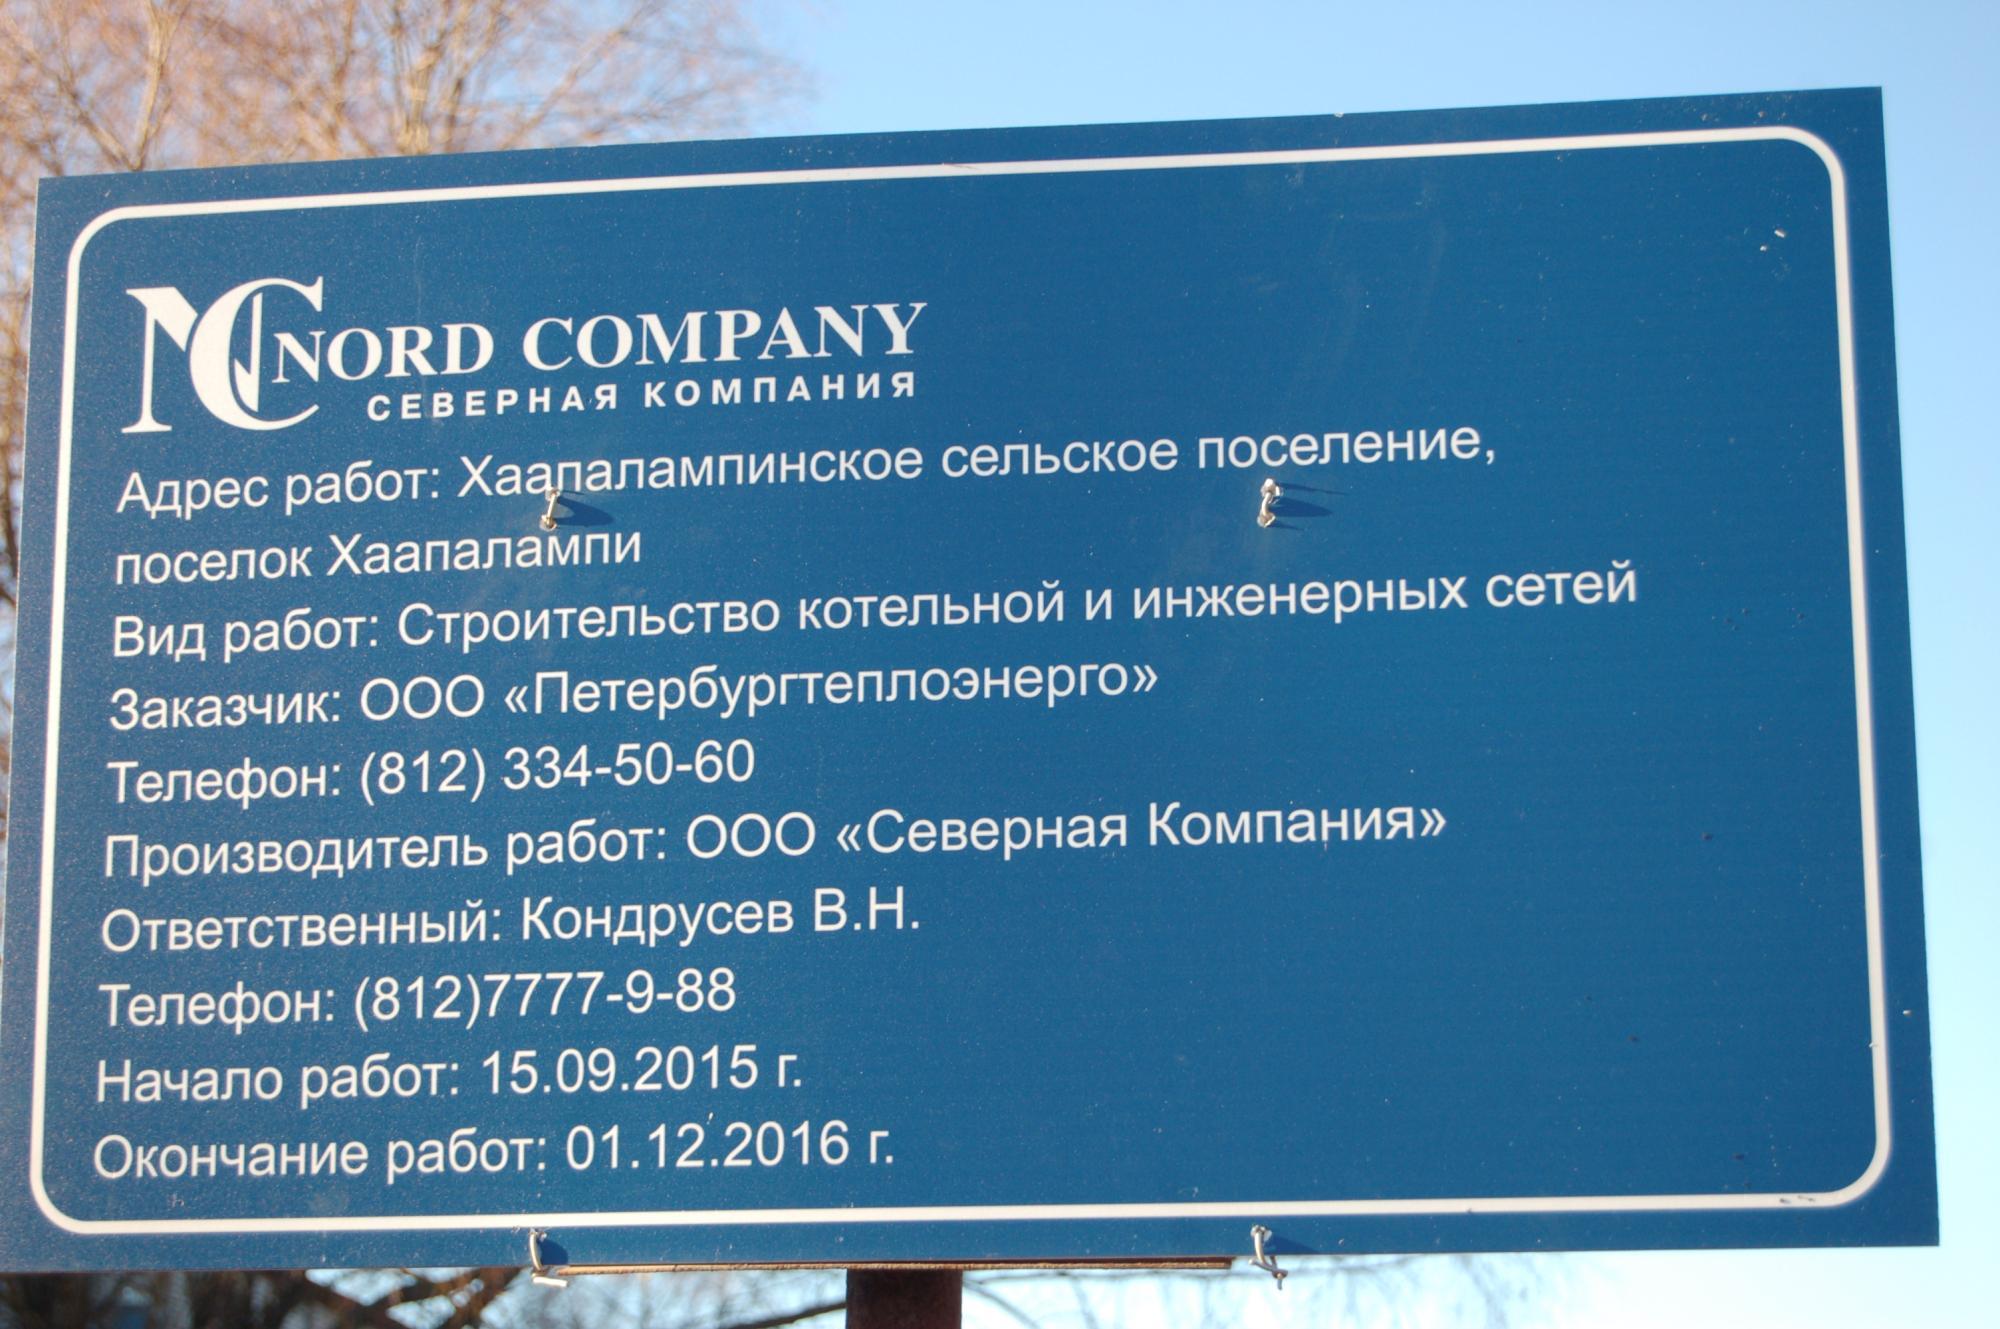 NC NORD COMPANY
СЕВЕРНАЯ КОМПАНИЯ
Адрес работ: Хаапалампинское сельское поселение,
поселок Хаапалампи
Вид работ: Строительство котельной и инженерных сетей
Заказчик: ООО «Петербургтеплоэнерго»
Телефон: (812) 334-50-60
Производитель работ: ООО «Северная Компания»
Ответственный: Кондрусев В.Н.
Телефон: (812)7777-9-88
Начало работ: 15.09.2015 г.
Окончание работ: 01.12.2016 г.